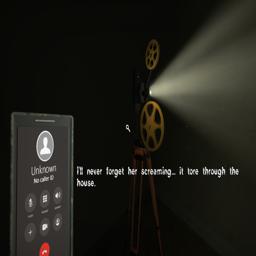 Unknown
No caller ID
I'll never forget her screaming... it tore through the
house.